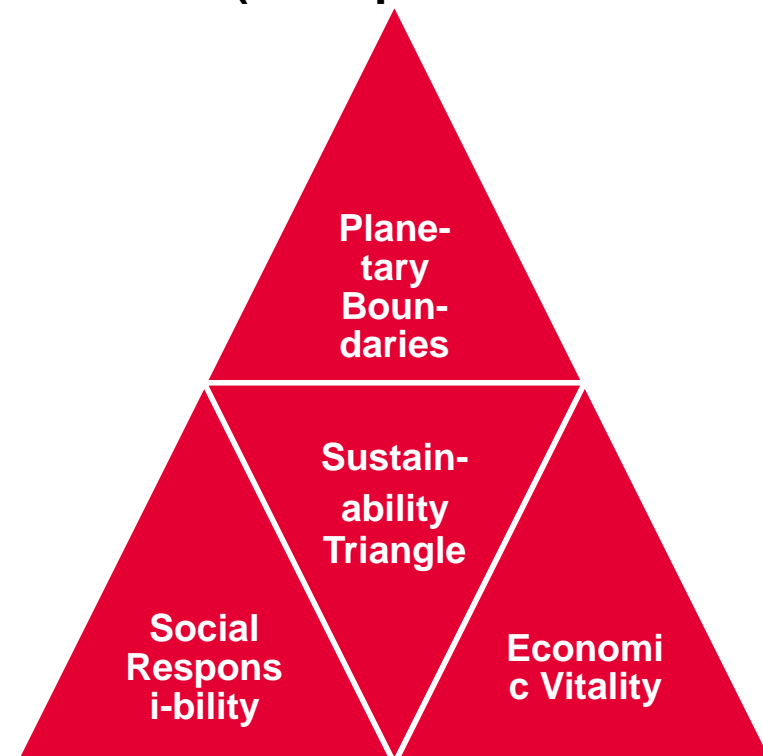 Plane-
tary
Boun-
daries
Sustain-
ability
Triangle
Social
Respons
i-bility
Economi
c Vitality